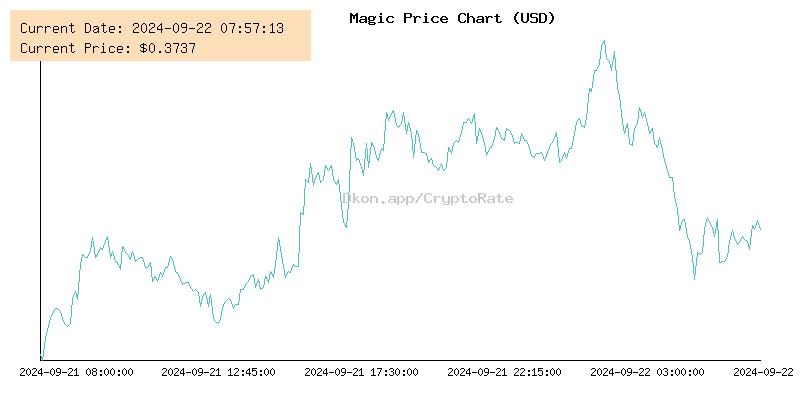 Magic Price Chart (USD)
Current Date: 2024-09-22 07:57:13
Current Price: $0.3737
Dkon.app/CryptoRate
2024-09-21 08:00:00 2024-09-21 12:45:00 2024-09-21 17:30:00 2024-09-21 22:15:00 2024-09-22 03:00:00 2024-09-22